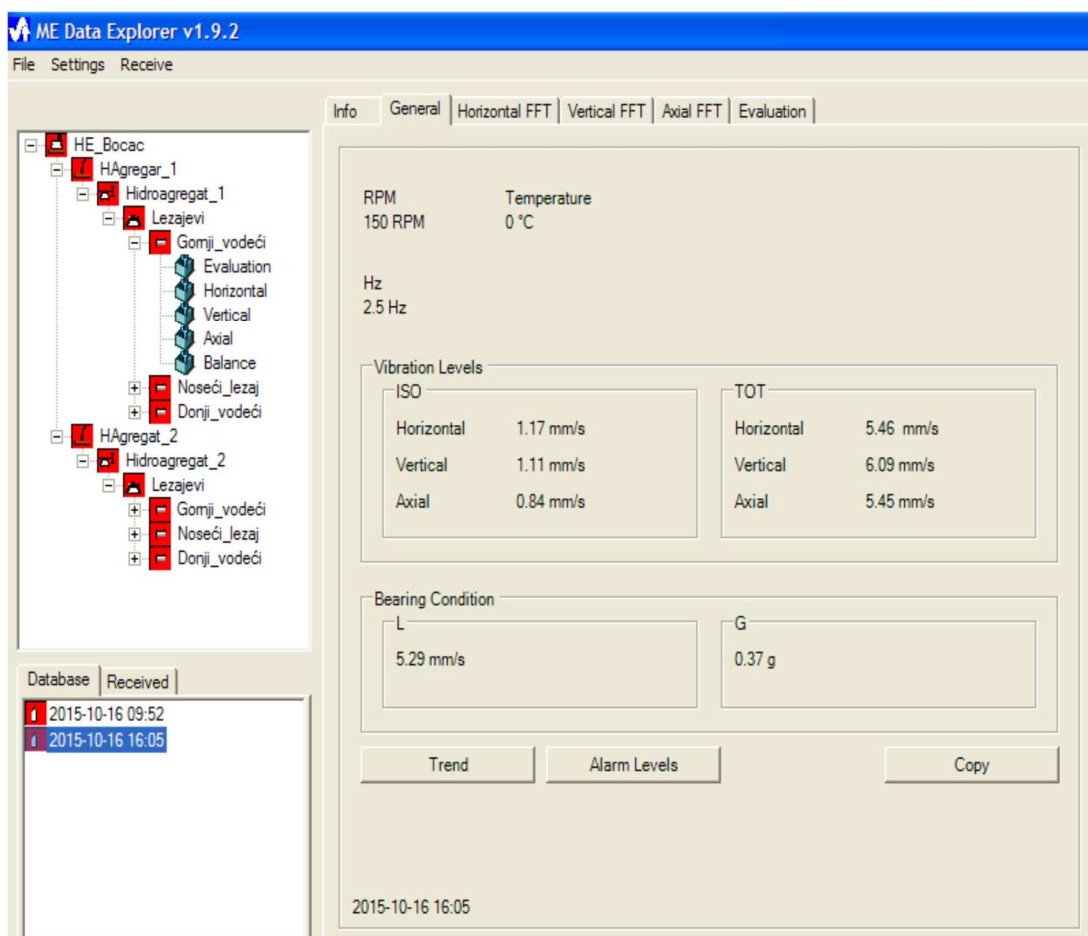 ME Data Explorer v1.9.2
File Settings Receive
HE_Bocac
HAgregar_1
Hidroagregat_1
Lezajevi
Gornji_vodeći
Evaluation
Horizontal
Vertical
Axial
Balance
Noseći_lezaj
Donji_vodeći
HAgregat_2
Hidroagregat_2
Lezajevi
Gornji_vodeći
Noseći_lezaj
Donji_vodeći
Database Received
2015-10-16 09:52
2015-10-16 16:05
Info General Horizontal FFT Vertical FFT Axial FFT Evaluation
RPM Temperature
150 RPM 0 °C
Hz
2.5 Hz
Vibration Levels
ISO
Horizontal 1.17 mm/s
Vertical 1.11 mm/s
Axial 0.84 mm/s
TOT
Horizontal 5.46 mm/s
Vertical 6.09 mm/s
Axial 5.45 mm/s
Bearing Condition
L
5.29 mm/s
G
0.37 g
Trend Alarm Levels Copy
2015-10-16 16:05